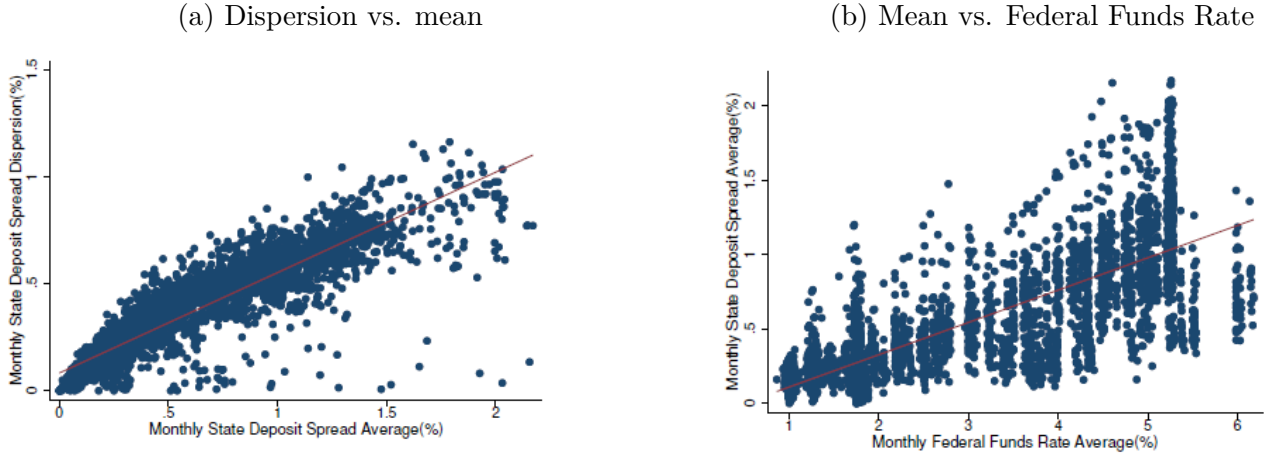 (a) Dispersion vs. mean
Monthly State Deposit Spread Dispersion(%)
1.5
1
.5
0
0 .5 1 1.5 2
Monthly State Deposit Spread Average(%)
(b) Mean vs. Federal Funds Rate
Monthly State Deposit Spread Average(%)
2
1.5
1
.5
0
1 2 3 4 5 6
Monthly Federal Funds Rate Average(%)